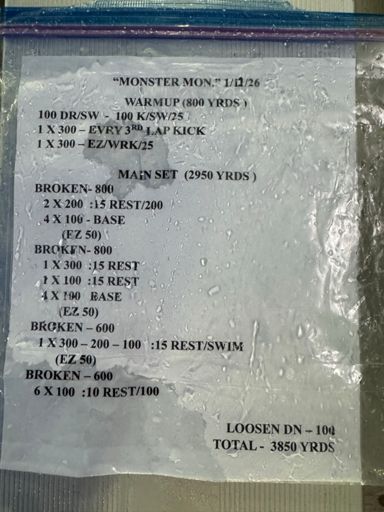 “MONSTER MON.” 1/12/26
WARMUP (800 YRDS )
100 DR/SW - 100 K/SW/25
1 X 300 – EVRY 3RD LAP KICK
1 X 300 – EZ/WRK/25
MAIN SET (2950 YRDS )
BROKEN- 800
2 X 200 :15 REST/200
4 X 100 - BASE
(EZ 50)
BROKEN- 800
1 X 300 :15 REST
1 X 100 :15 REST
4 X 100 BASE
(EZ 50)
BROKEN – 600
1 X 300 – 200 – 100 :15 REST/SWIM
(EZ 50)
BROKEN – 600
6 X 100 :10 REST/100
LOOSEN DN – 100
TOTAL - 3850 YRDS